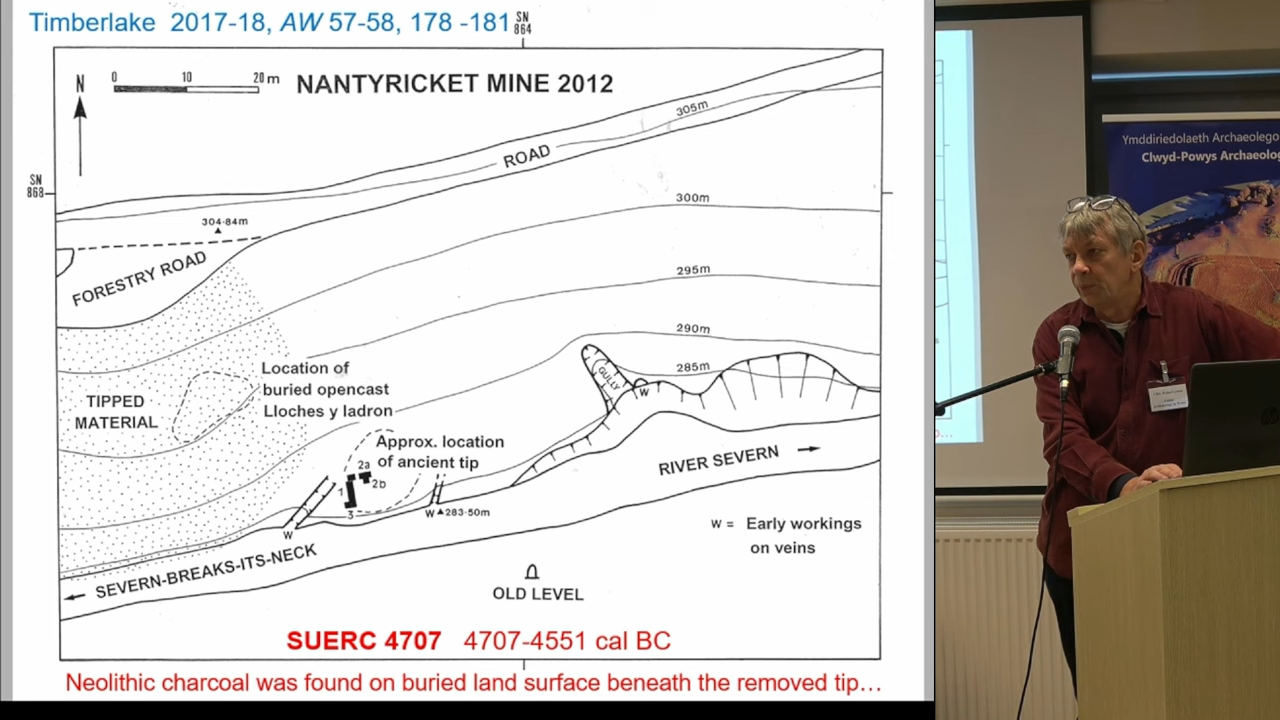 Timberlake 2017-18, AW 57-58, 178 -181
SN
864
N
0 10 20 m
NANTYRICKET MINE 2012
305m
ROAD
SN
868
304·84m
300m
FORESTRY ROAD
295m
290m
285m
GULLY
W
Location of
buried opencast
Lloches y ladron
TIPPED
MATERIAL
Approx. location
of ancient tip
2a
2b
1
3
W
W 283·50m
RIVER SEVERN
W = Early workings
on veins
SEVERN-BREAKS-ITS-NECK
OLD LEVEL
SUERC 4707 4707-4551 cal BC
Neolithic charcoal was found on buried land surface beneath the removed tip…
Ymddiriedolaeth Archaeolego
Clwyd-Powys Archaeolog